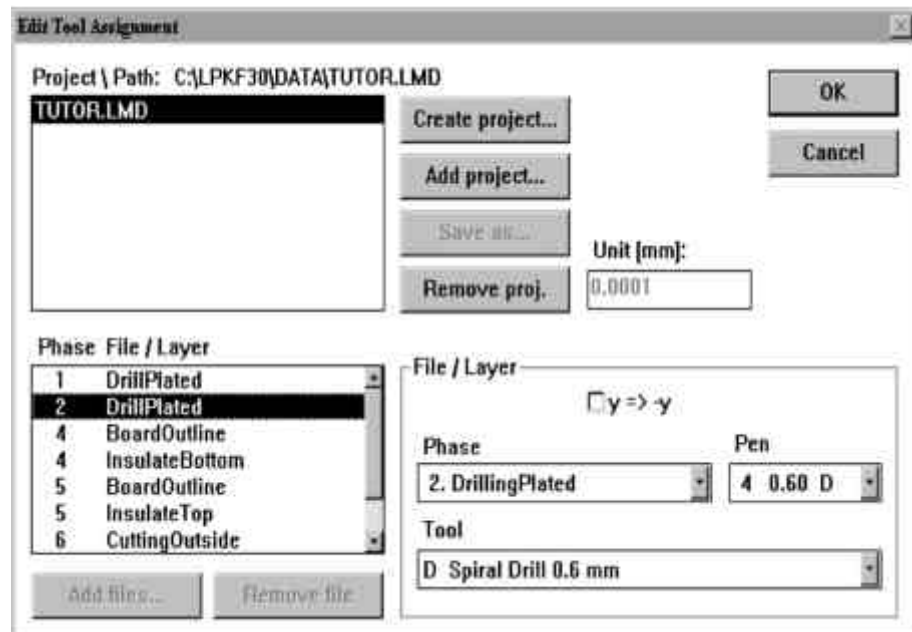 Edit Tool Assignment
Project \ Path: C:\LPKF30\DATA\TUTOR.LMD
TUTOR.LMD
Create project...
Add project...
Save as...
Remove proj.
OK
Cancel
Unit [mm]:
0,0001
Phase File / Layer
1 DrillPlated
2 DrillPlated
4 BoardOutline
4 InsulateBottom
5 BoardOutline
5 InsulateTop
6 CuttingOutside
Add files...
Remove file
File / Layer
y => -y
Phase
Pen
2. DrillingPlated
4 0.60 D
Tool
D Spiral Drill 0.6 mm